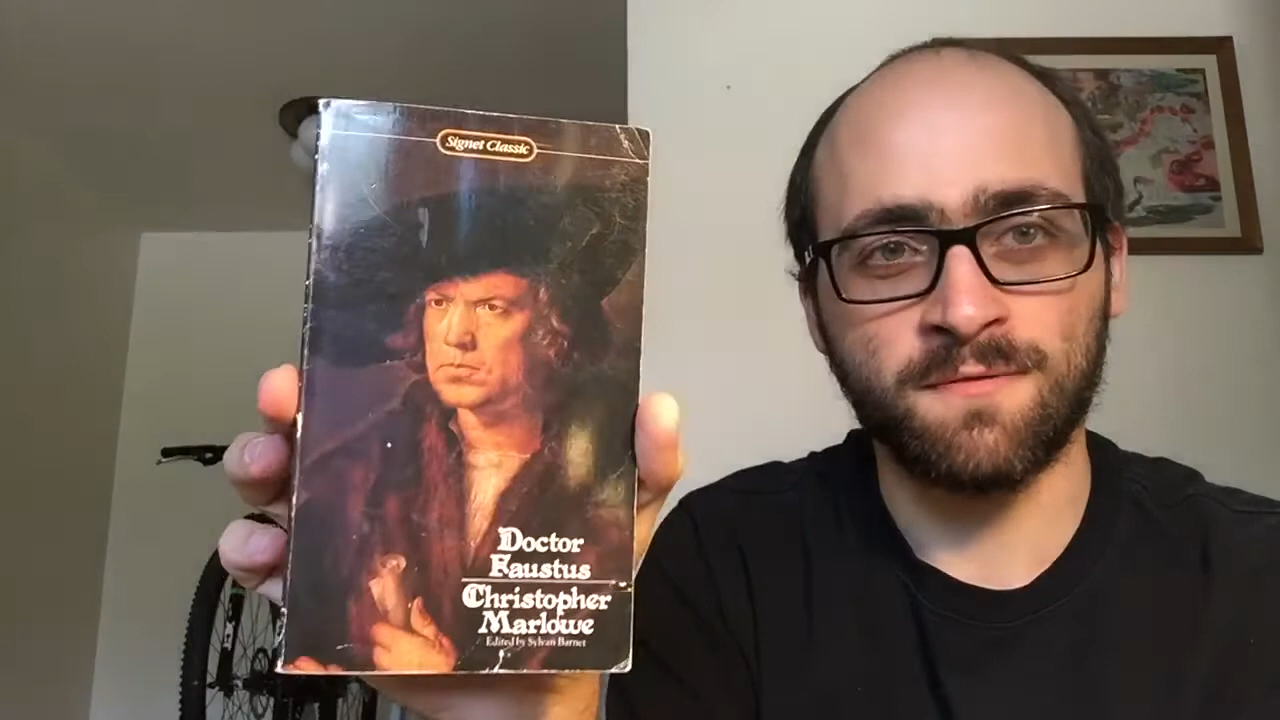 Signet Classic
Doctor
Faustus
Christopher
Marlowe
Edited by Sylvan Barnet